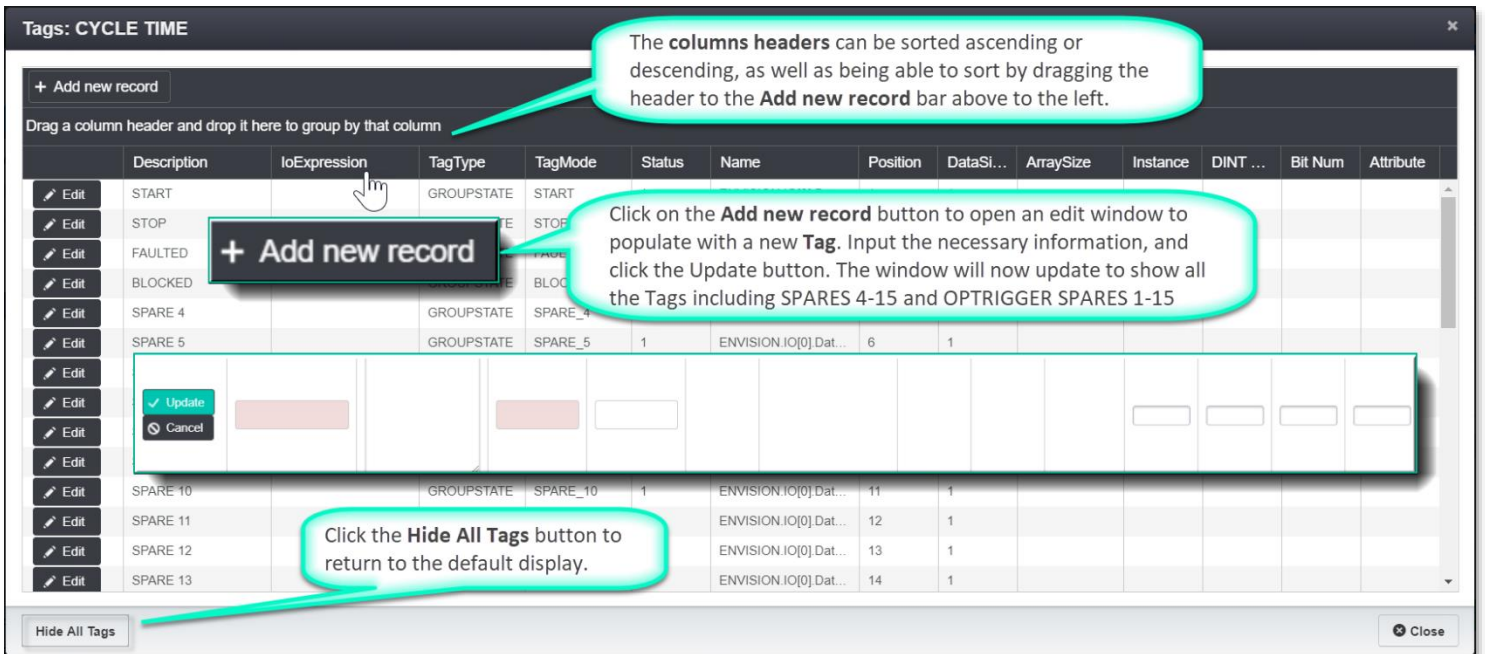 Tags: CYCLE TIME
The columns headers can be sorted ascending or
descending, as well as being able to sort by dragging the
header to the Add new record bar above to the left.
+ Add new record
Drag a column header and drop it here to group by that column
Description IoExpression TagType TagMode Status Name Position DataSi... ArraySize Instance DINT ... Bit Num Attribute
Edit START GROUPSTATE START
Edit STOP
Edit FAULTED
Edit BLOCKED
+ Add new record
Click on the Add new record button to open an edit window to
populate with a new Tag. Input the necessary information, and
click the Update button. The window will now update to show all
the Tags including SPARES 4-15 and OPTRIGGER SPARES 1-15
Edit SPARE 4 GROUPSTATE SPARE_4
Edit SPARE 5 GROUPSTATE SPARE_5 1 ENVISION.IO[0].Dat... 6 1
Edit
Edit
Edit
Edit
Update
Cancel
Edit SPARE 10 GROUPSTATE SPARE_10 1 ENVISION.IO[0].Dat... 11 1
Edit SPARE 11 ENVISION.IO[0].Dat... 12 1
Edit SPARE 12 ENVISION.IO[0].Dat... 13 1
Edit SPARE 13 ENVISION.IO[0].Dat... 14 1
Click the Hide All Tags button to
return to the default display.
Hide All Tags
Close